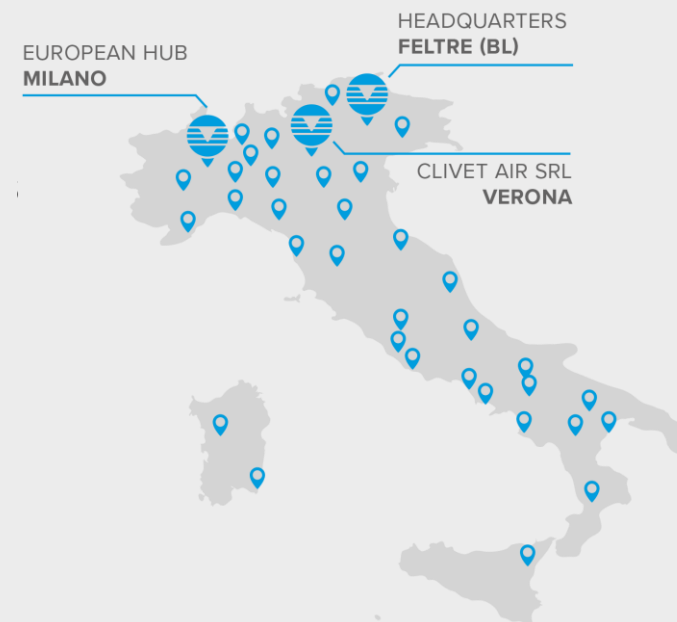 HEADQUARTERS
FELTRE (BL)
EUROPEAN HUB
MILANO
CLIVET AIR SRL
VERONA